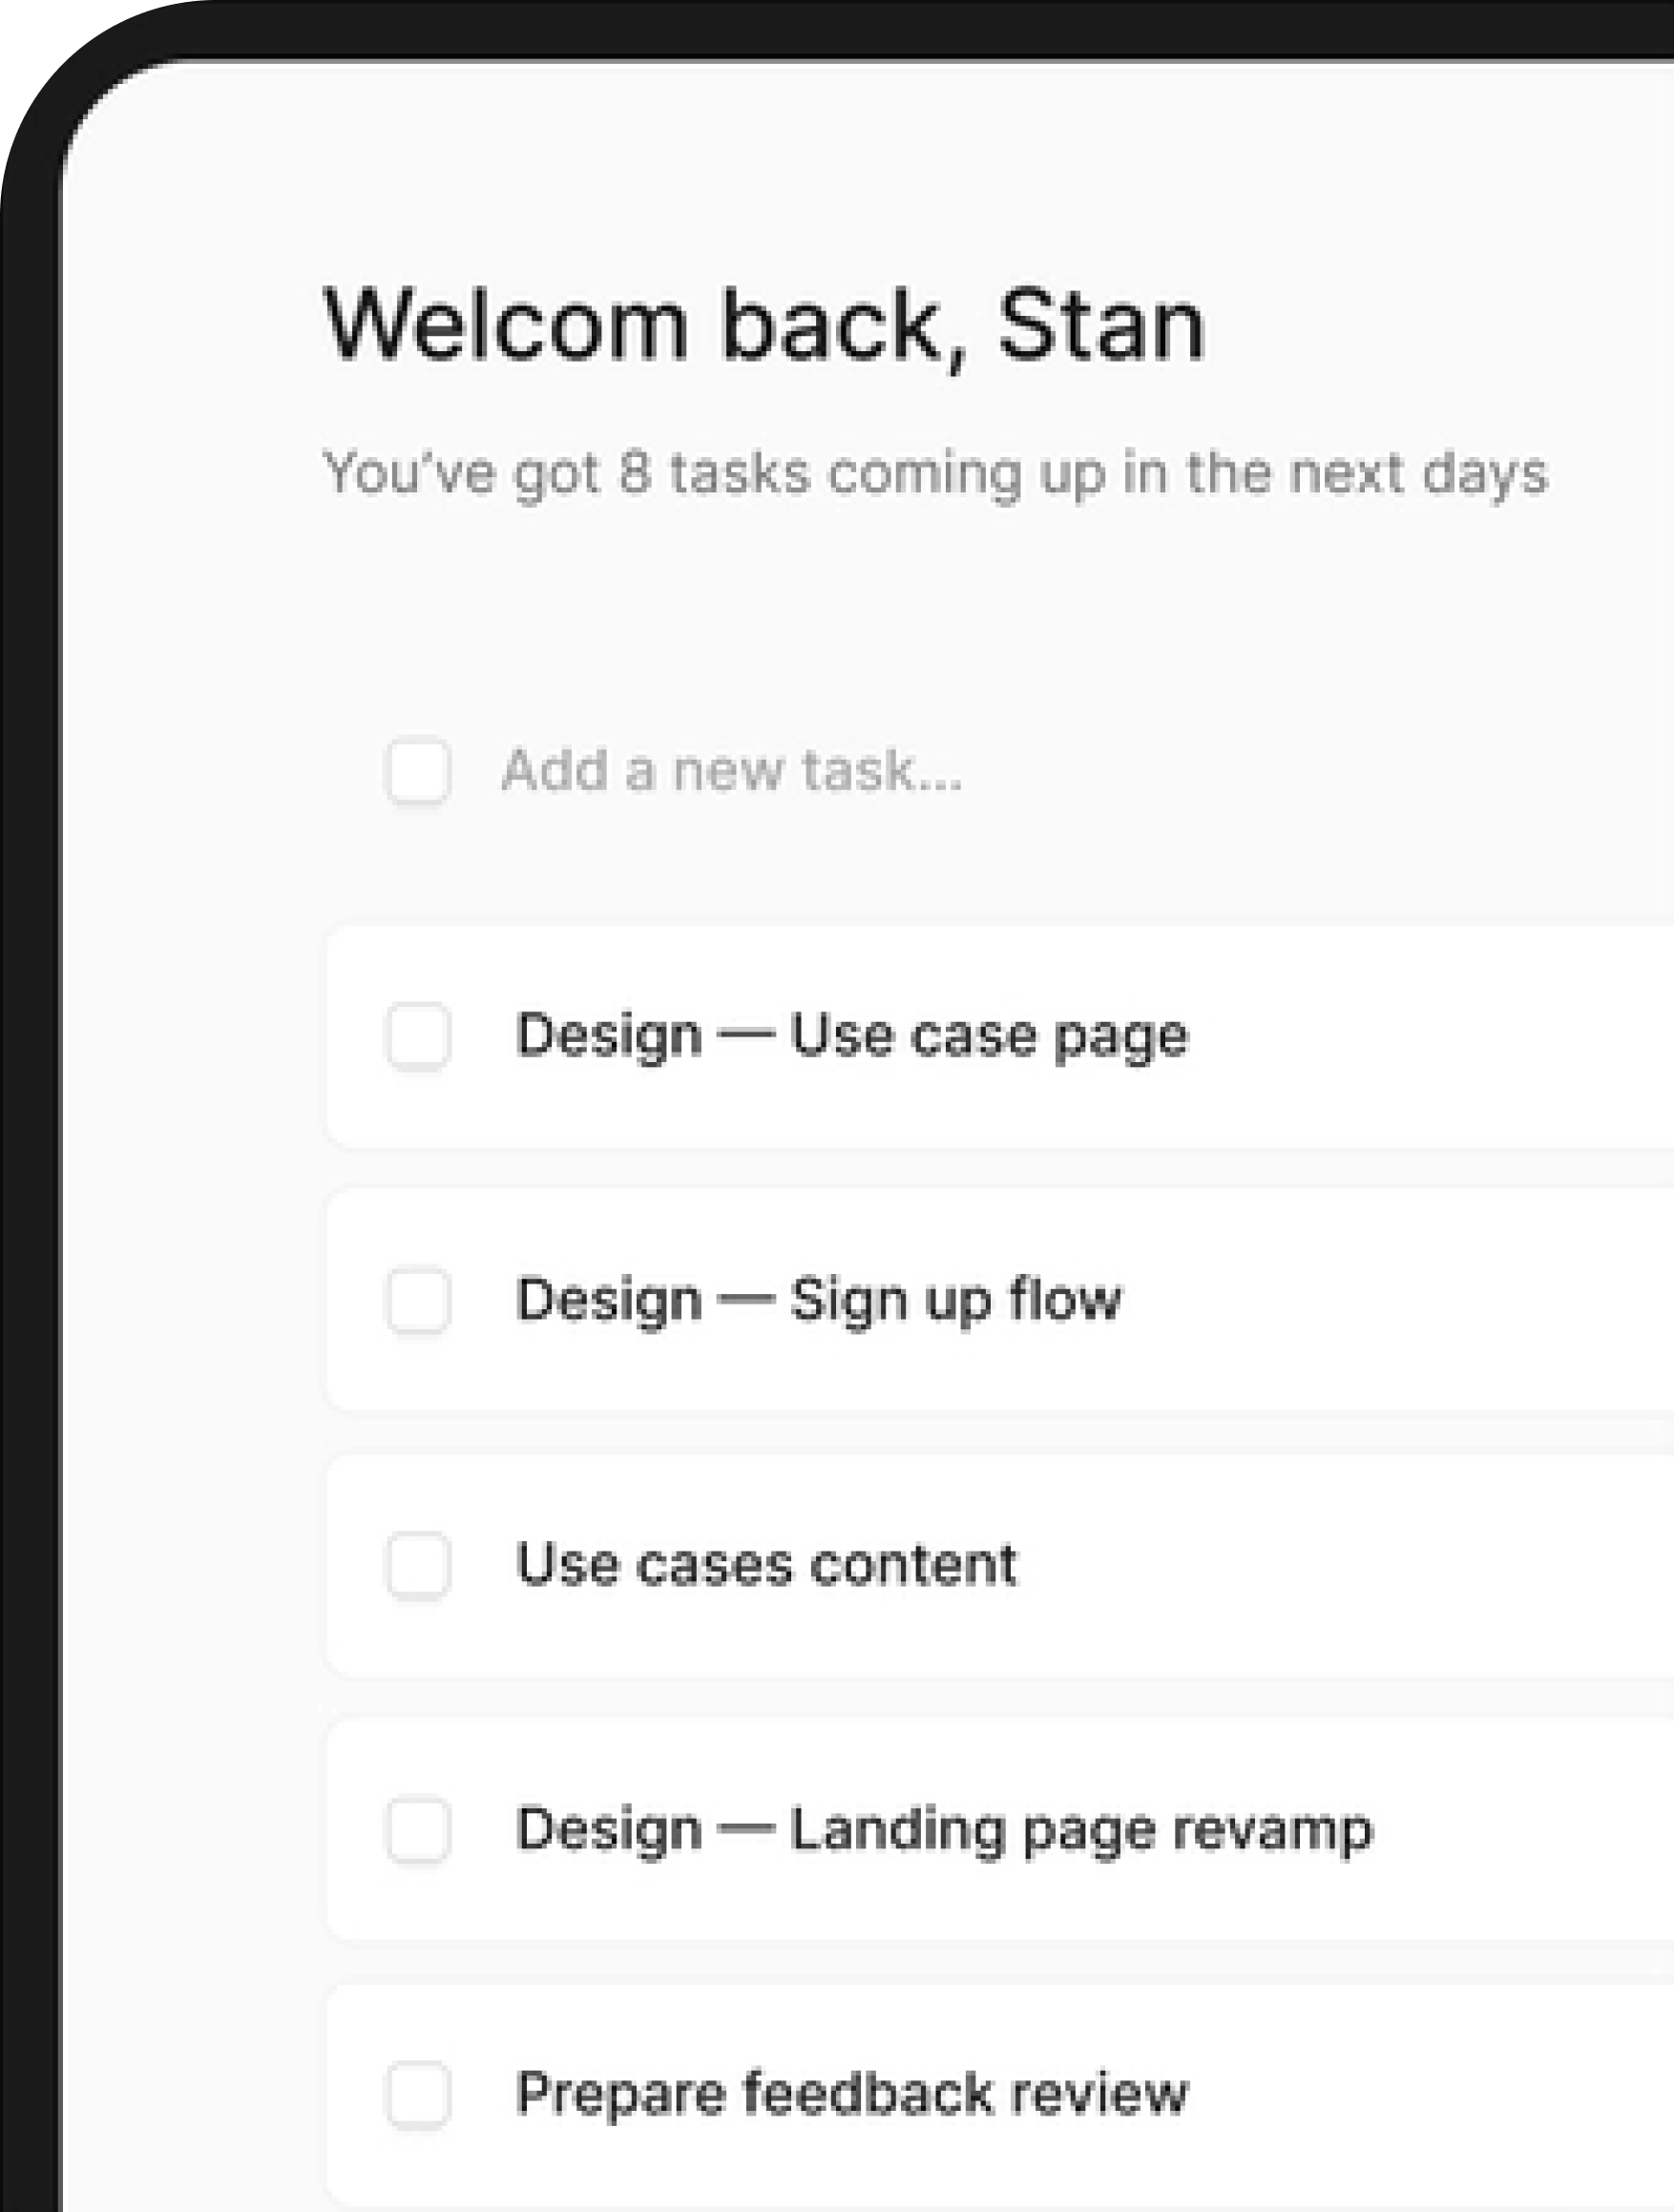 Welcom back, Stan
You’ve got 8 tasks coming up in the next days
Add a new task...
Design — Use case page
Design — Sign up flow
Use cases content
Design — Landing page revamp
Prepare feedback review